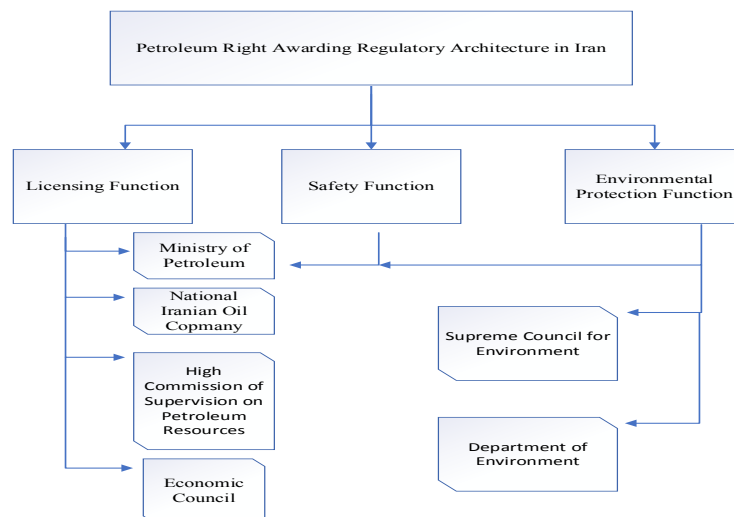 Petroleum Right Awarding Regulatory Architecture in Iran
Licensing Function
Safety Function
Environmental
Protection Function
Ministry of
Petroleum
National
Iranian Oil
Copmany
High
Commission of
Supervision on
Petroleum
Resources
Economic
Council
Supreme Council for
Environment
Department of
Environment